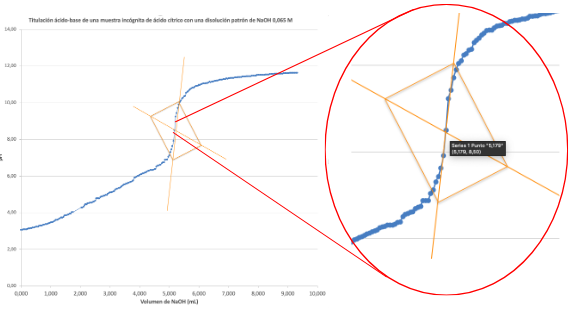 Titulación ácido-base de una muestra incógnita de ácido cítrico con una disolución patrón de NaOH 0,065 M
14,00
12,00
10,00
8,00
6,00
4,00
2,00
0,00
pH
0,000 1,000 2,000 3,000 4,000 5,000 6,000 7,000 8,000 9,000 10,000
Volumen de NaOH (mL)
Series 1 Punto "5,179"
(5,179, 8,53)